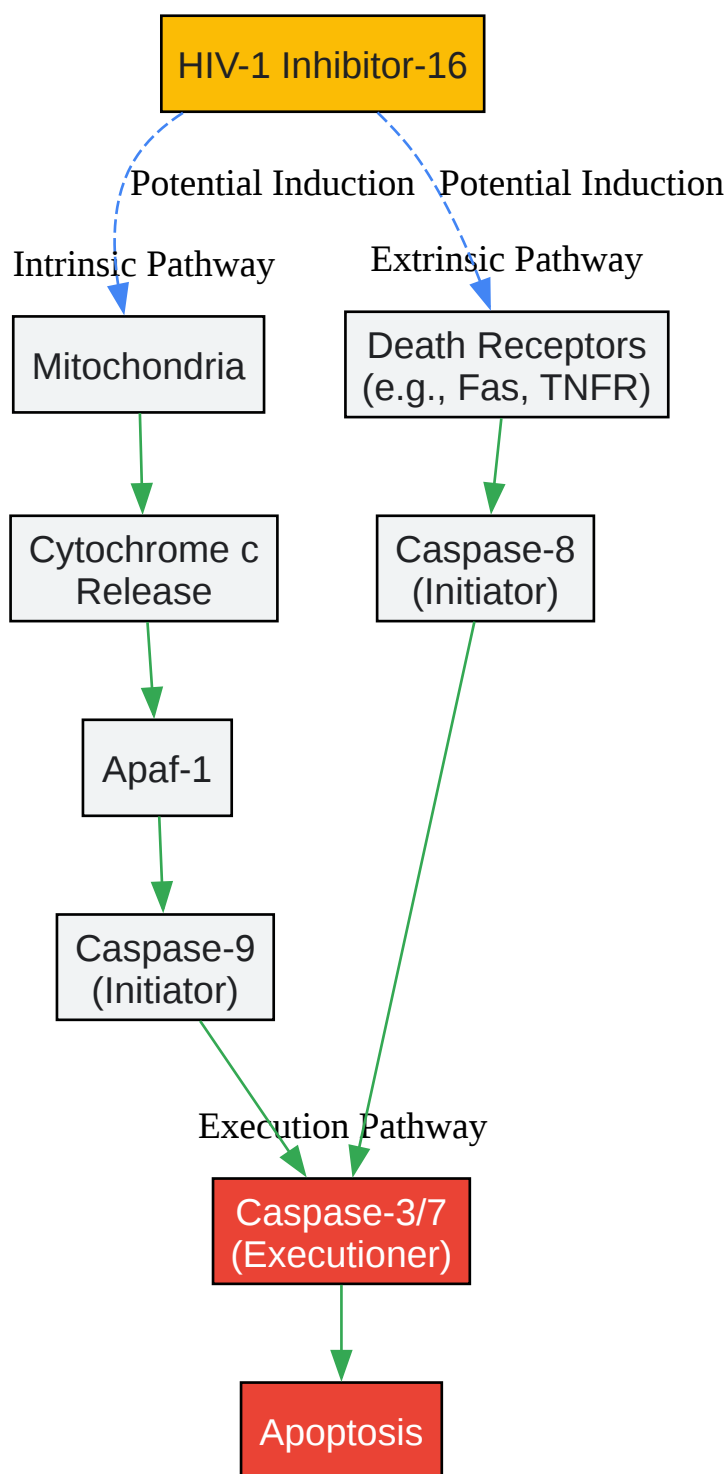 HIV-1 Inhibitor-16
Potential Induction
Potential Induction
Intrinsic Pathway
Extrinsic Pathway
Mitochondria
Death Receptors
(e.g., Fas, TNFR)
Cytochrome c
Release
Caspase-8
(Initiator)
Apaf-1
Caspase-9
(Initiator)
Execution Pathway
Caspase-3/7
(Executioner)
Apoptosis